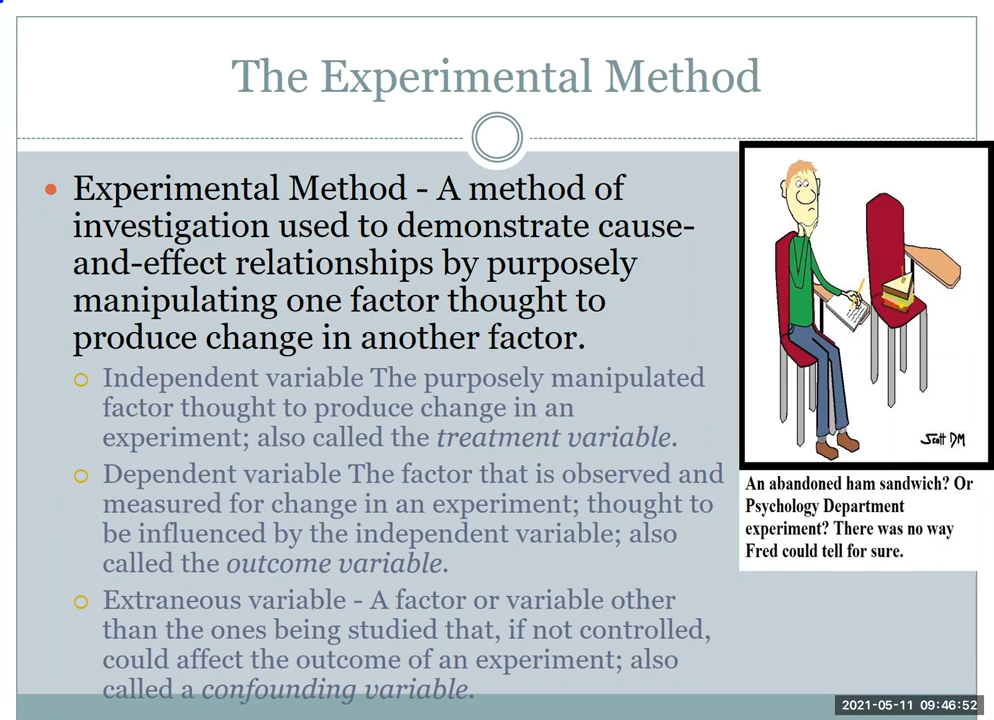 The Experimental Method
Experimental Method - A method of
investigation used to demonstrate cause-
and-effect relationships by purposely
manipulating one factor thought to
produce change in another factor.
Independent variable The purposely manipulated
factor thought to produce change in an
experiment; also called the treatment variable.
Dependent variable The factor that is observed and
measured for change in an experiment; thought to
be influenced by the independent variable; also
called the outcome variable.
Extraneous variable - A factor or variable other
than the ones being studied that, if not controlled,
could affect the outcome of an experiment; also
called a confounding variable.
Scott DM
An abandoned ham sandwich? Or
Psychology Department
experiment? There was no way
Fred could tell for sure.
2021-05-11 09:46:52